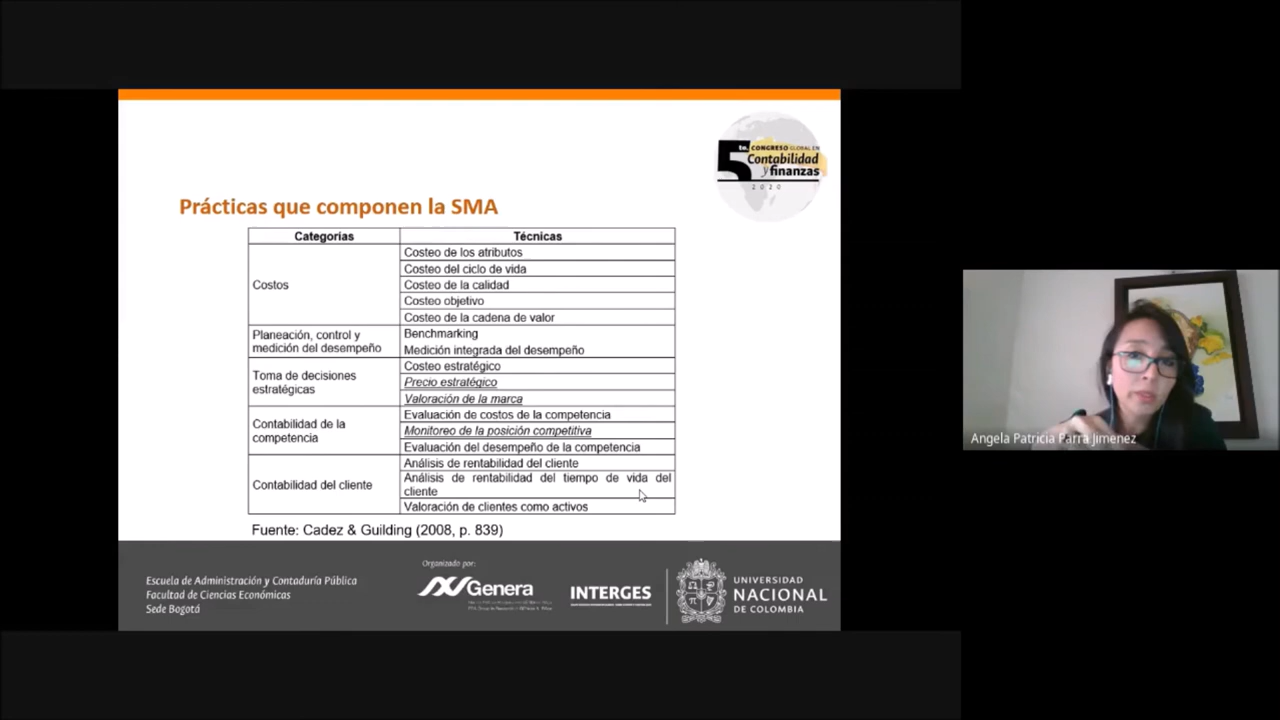 5to. CONGRESO GLOBAL EN
Contabilidad
y finanzas
2020
Prácticas que componen la SMA
Categorías
Técnicas
Costos
Costeo de los atributos
Costeo del ciclo de vida
Costeo de la calidad
Costeo objetivo
Costeo de la cadena de valor
Planeación, control y
medición del desempeño
Benchmarking
Medición integrada del desempeño
Toma de decisiones
estratégicas
Costeo estratégico
Precio estratégico
Valoración de la marca
Contabilidad de la
competencia
Evaluación de costos de la competencia
Monitoreo de la posición competitiva
Evaluación del desempeño de la competencia
Contabilidad del cliente
Análisis de rentabilidad del cliente
Análisis de rentabilidad del tiempo de vida del
cliente
Valoración de clientes como activos
Fuente: Cadez & Guilding (2008, p. 839)
Escuela de Administración y Contaduría Pública
Facultad de Ciencias Económicas
Sede Bogotá
Organizado por:
Genera
INTERGES
UNIVERSIDAD
NACIONAL
DE COLOMBIA
Angela Patricia Parra Jimenez